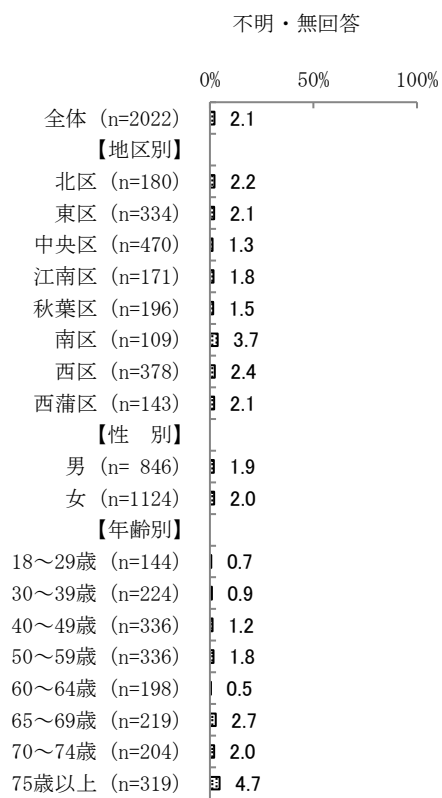 不明・無回答
0% 50% 100%
全体 (n=2022) 2.1
【地区別】
北区 (n=180) 2.2
東区 (n=334) 2.1
中央区 (n=470) 1.3
江南区 (n=171) 1.8
秋葉区 (n=196) 1.5
南区 (n=109) 3.7
西区 (n=378) 2.4
西蒲区 (n=143) 2.1
【性　別】
男 (n= 846) 1.9
女 (n=1124) 2.0
【年齢別】
18～29歳 (n=144) 0.7
30～39歳 (n=224) 0.9
40～49歳 (n=336) 1.2
50～59歳 (n=336) 1.8
60～64歳 (n=198) 0.5
65～69歳 (n=219) 2.7
70～74歳 (n=204) 2.0
75歳以上 (n=319) 4.7